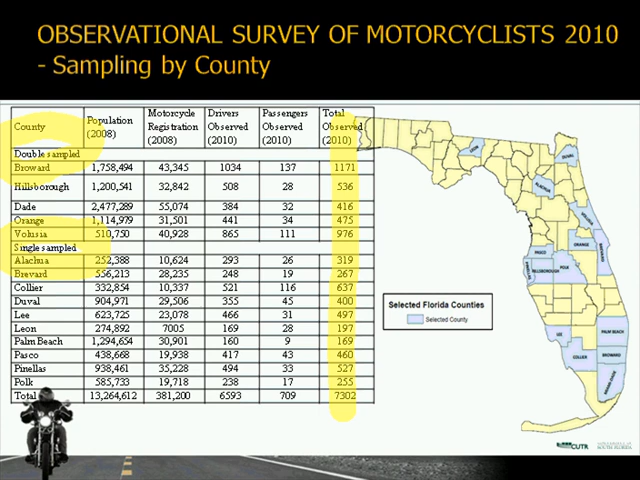 OBSERVATIONAL SURVEY OF MOTORCYCLISTS 2010
- Sampling by County
County Population (2008) Motorcycle Registration (2008) Drivers Observed (2010) Passengers Observed (2010) Total Observed (2010)
Double sampled
Broward 1,758,494 43,345 1034 137 1171
Hillsborough 1,200,541 32,842 508 28 536
Dade 2,477,289 55,074 384 32 416
Orange 1,114,979 31,501 441 34 475
Volusia 510,750 40,928 865 111 976
Single sampled
Alachua 252,388 10,624 293 26 319
Brevard 556,213 28,235 248 19 267
Collier 332,854 10,337 521 116 637
Duval 904,971 29,506 355 45 400
Lee 623,725 23,078 466 31 497
Leon 274,892 7005 169 28 197
Palm Beach 1,294,654 30,901 160 9 169
Pasco 438,668 19,938 417 43 460
Pinellas 938,461 35,228 494 33 527
Polk 585,733 19,718 238 17 255
Total 13,264,612 381,200 6593 709 7302
LEON
DUVAL
ALACHUA
VOLUSIA
ORANGE
BREVARD
PASCO
HILLSBOROUGH
POLK
PINELLAS
Selected Florida Counties
Selected County
LEE
PALM BEACH
COLLIER
BROWARD
CUTR